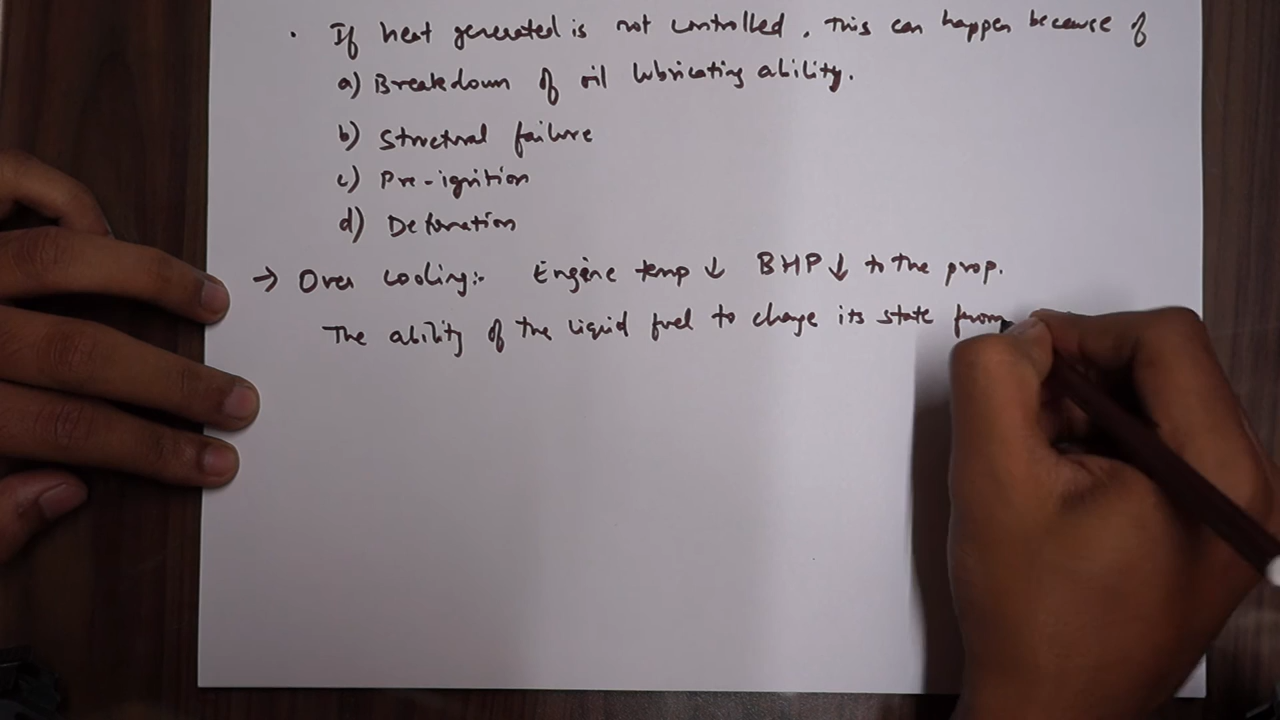 · If heat generated is not controlled, this can happen because of
a) Breakdown of oil lubricating ability.
b) Structural failure
c) Pre-ignition
d) Detonation
→ Over cooling:- Engine temp ↓ BHP ↓ to the prop.
The ability of the liquid fuel to change its state from